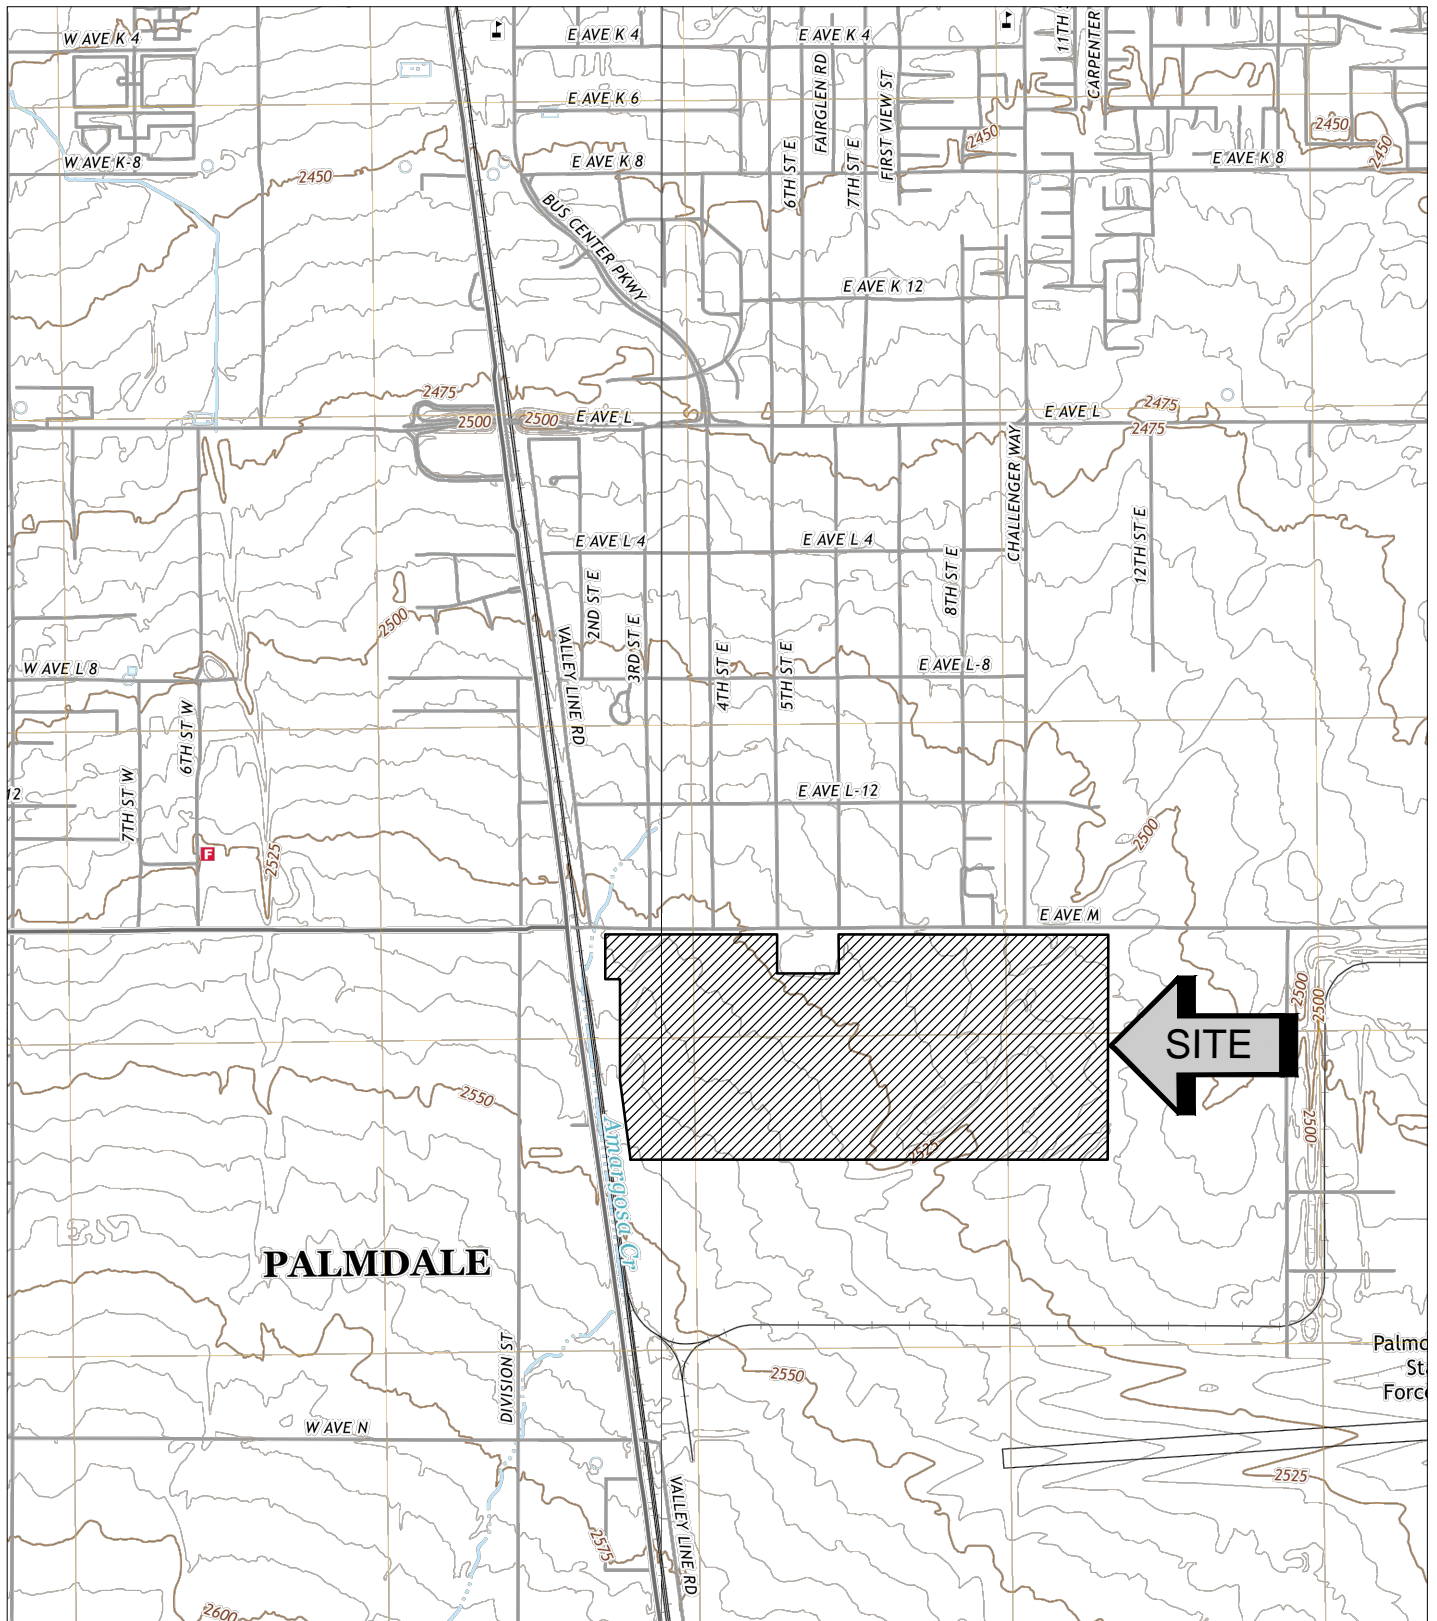 W AVE K 4
E AVE K 4
E AVE K 4
11TH
CARPENTER
FAIRGLEN RD
FIRST VIEW ST
E AVE K 6
2450
2450
2450
W AVE K-8
E AVE K 8
6TH ST E
7TH ST E
E AVE K 8
2450
BUS CENTER PKWY
E AVE K 12
2475
2500
2500
E AVE L
E AVE L
2475
2475
CHALLENGER WAY
E AVE L 4
E AVE L 4
2ND ST E
8TH ST E
12TH ST E
2500
VALLEY LINE RD
3RD ST E
4TH ST E
5TH ST E
E AVE L-8
W AVE L 8
6TH ST W
7TH ST W
12
E AVE L-12
2500
F
2525
E AVE M
2500
2500
SITE
2550
2500
2525
Amargosa Cr
PALMDALE
DIVISION ST
2550
W AVE N
2525
VALLEY LINE RD
2575
2600